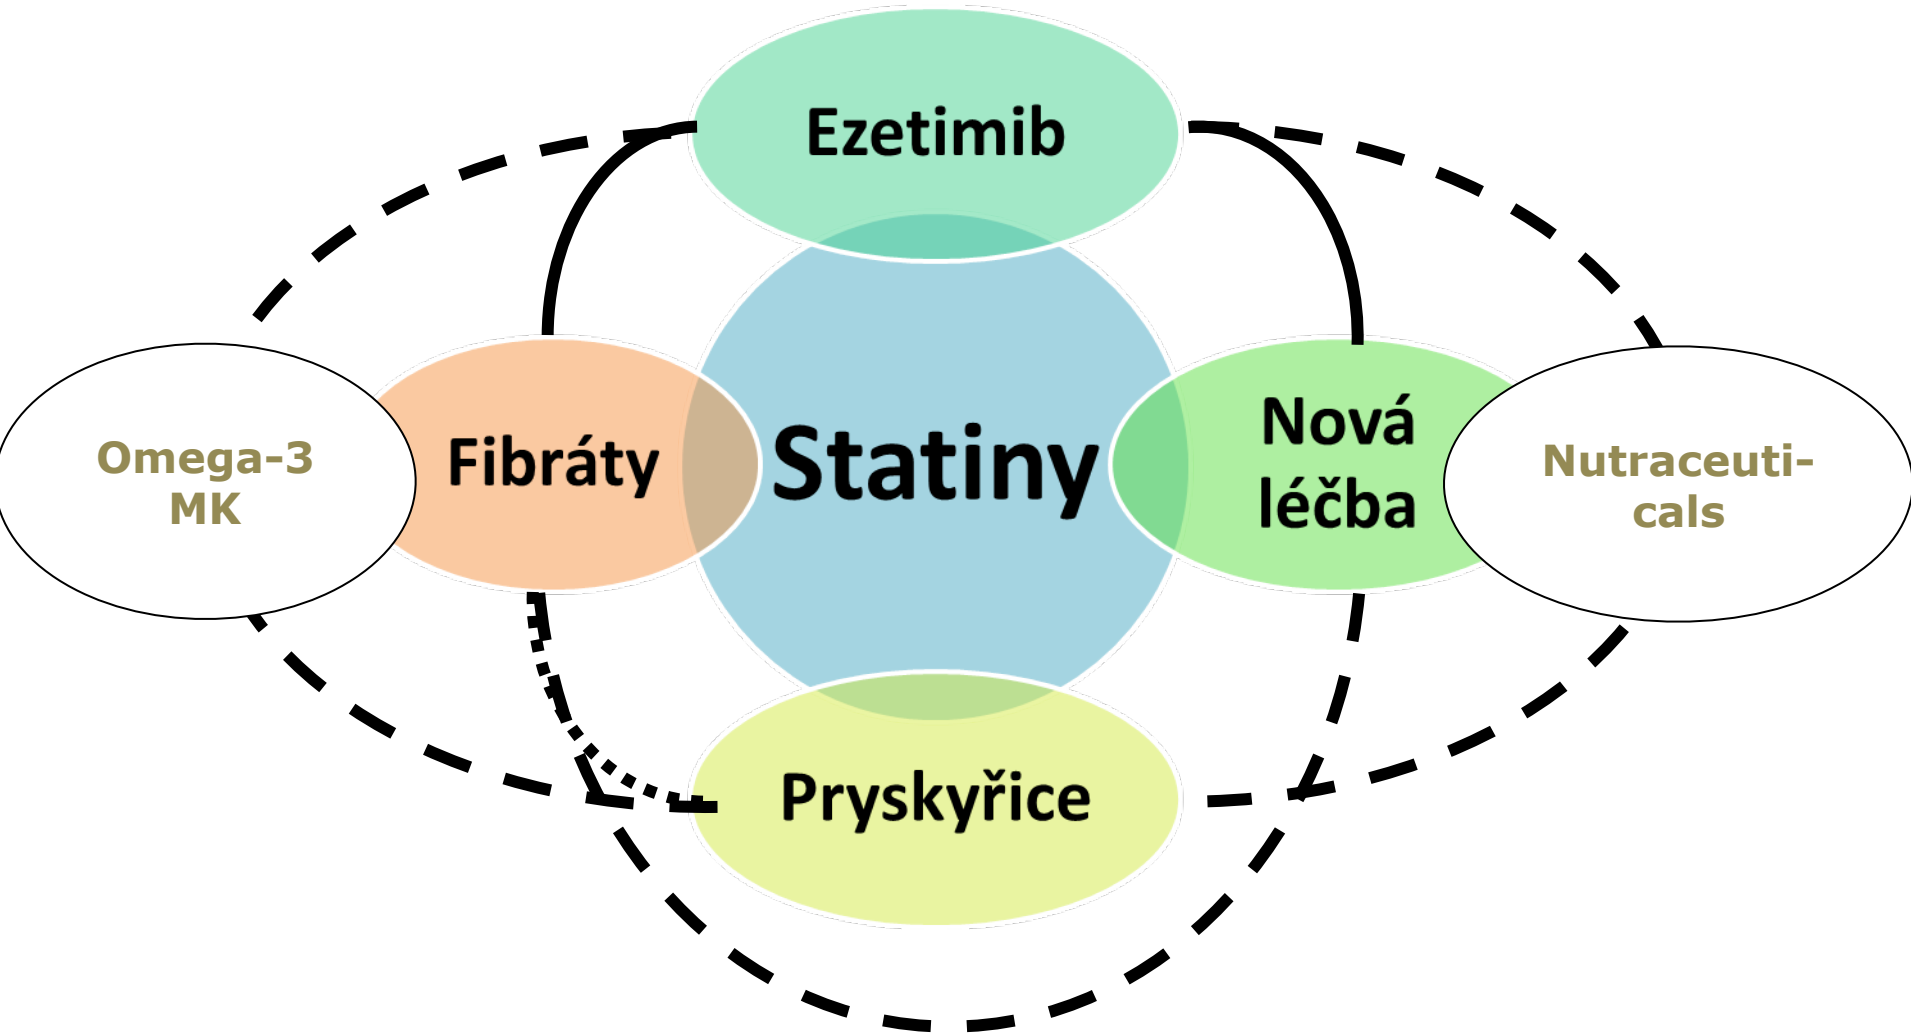 Ezetimib
Omega-3
MK
Fibráty
Statiny
Nová
léčba
Nutraceuti-
cals
Pryskyřice